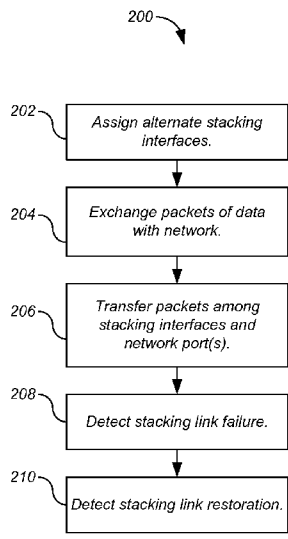 200
202
Assign alternate stacking
interfaces.
204
Exchange packets of data
with network.
206
Transfer packets among
stacking interfaces and
network port(s).
208
Detect stacking link failure.
210
Detect stacking link restoration.